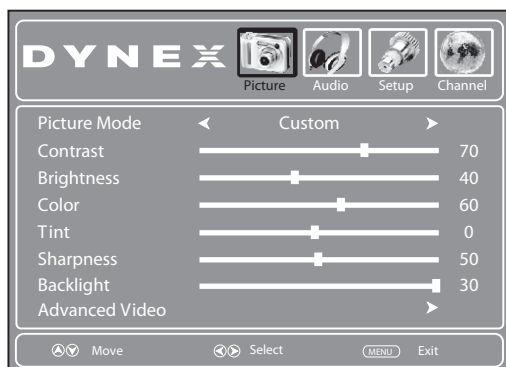 DYNEX
Picture Audio Setup Channel
Picture Mode Custom
Contrast 70
Brightness 40
Color 60
Tint 0
Sharpness 50
Backlight 30
Advanced Video
Move Select MENU Exit